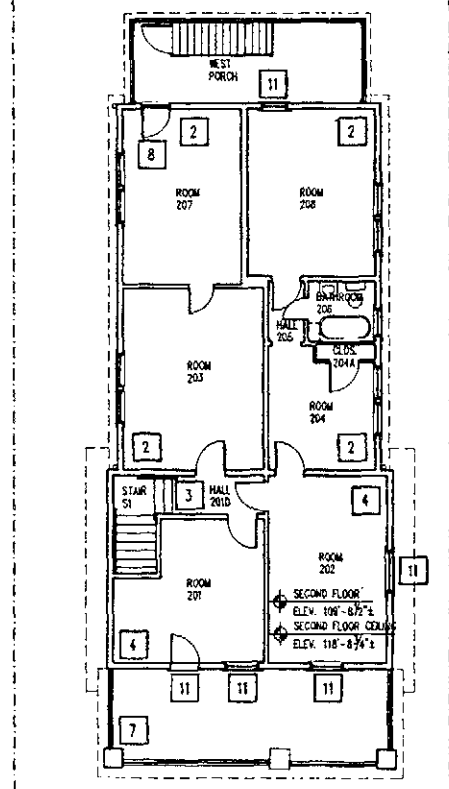 WEST
PORCH
11
2
2
8
ROOM
207
ROOM
208
BATHROOM
206
HALL
205
CLOS.
204A
ROOM
203
ROOM
204
2
2
STAIR
S1
3
HALL
201D
4
ROOM
202
11
ROOM
201
SECOND FLOOR
ELEV. 109'-8½"±
SECOND FLOOR CEILING
ELEV. 118'-8¾"±
4
11
11
11
7